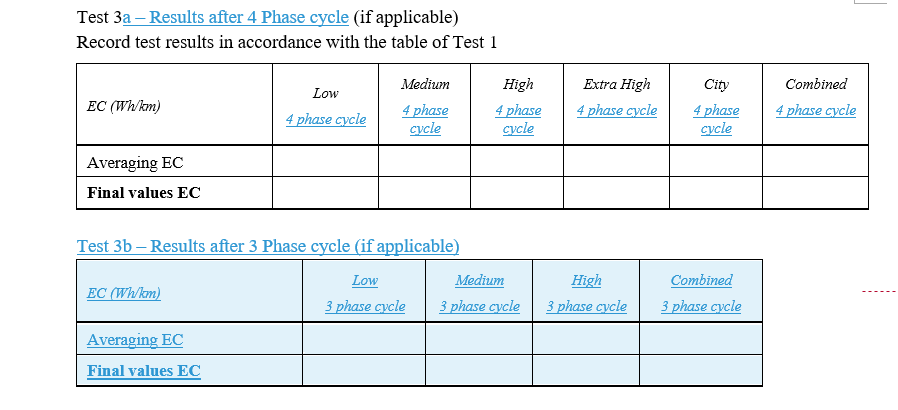 Test 3a – Results after 4 Phase cycle (if applicable)
Record test results in accordance with the table of Test 1
EC (Wh/km)
Low
4 phase cycle
Medium
4 phase
cycle
High
4 phase
cycle
Extra High
4 phase cycle
City
4 phase
cycle
Combined
4 phase cycle
Averaging EC
Final values EC
Test 3b – Results after 3 Phase cycle (if applicable)
EC (Wh/km)
Low
3 phase cycle
Medium
3 phase cycle
High
3 phase cycle
Combined
3 phase cycle
Averaging EC
Final values EC